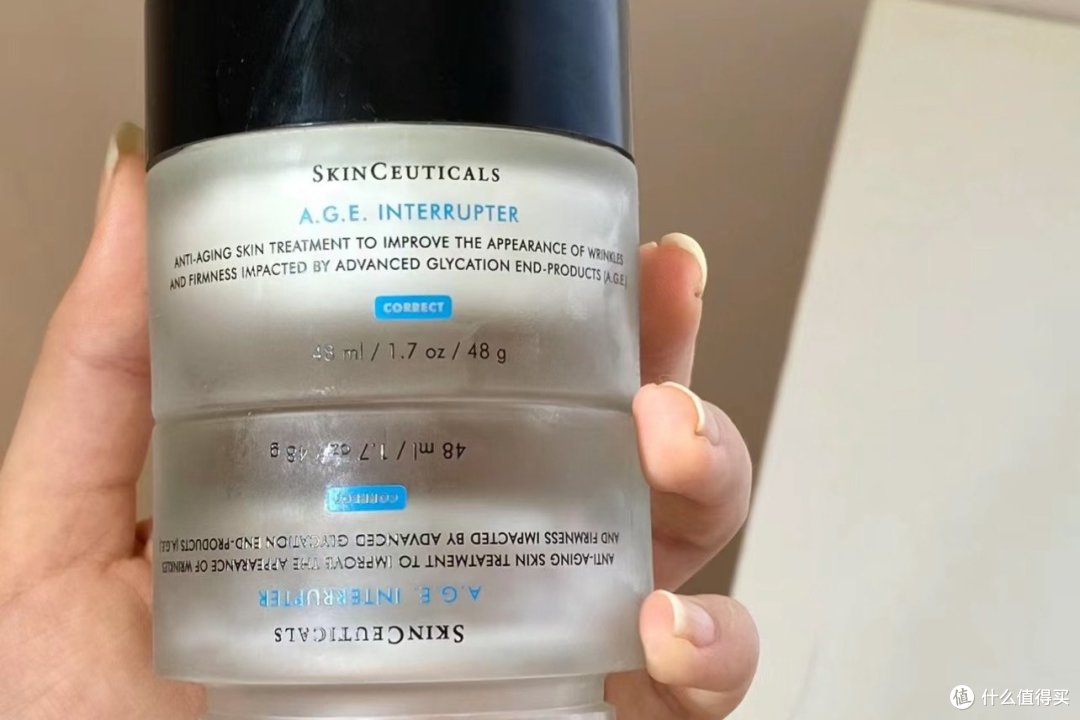 SKINCEUTICALS
A.G.E. INTERRUPTER
ANTI-AGING SKIN TREATMENT TO IMPROVE THE APPEARANCE OF WRINKLES
AND FIRMNESS IMPACTED BY ADVANCED GLYCATION END-PRODUCTS (A.G.E.)
CORRECT
48 ml / 1.7 oz / 48 g
48 ml / 1.7 oz / 48 g
CORRECT
AND FIRMNESS IMPACTED BY ADVANCED GLYCATION END-PRODUCTS (A.G.E.
ANTI-AGING SKIN TREATMENT TO IMPROVE THE APPEARANCE OF WRINKLES
A.G.E. INTERRUPTER
SKINCEUTICALS
值 什么值得买